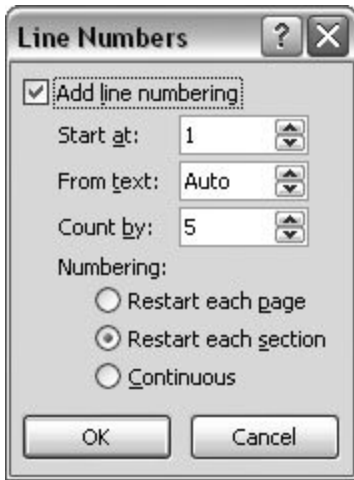 Line Numbers ?
Add line numbering
Start at: 1
From text: Auto
Count by: 5
Numbering:
Restart each page
Restart each section
Continuous
OK Cancel